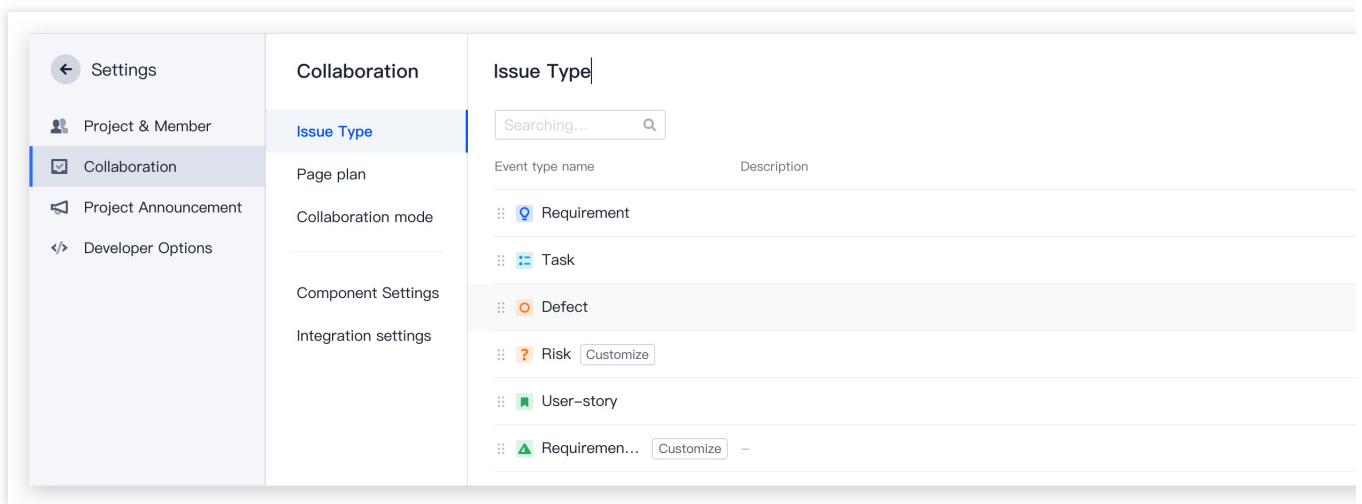 Settings
Project & Member
Collaboration
Project Announcement
Developer Options
Collaboration
Issue Type
Page plan
Collaboration mode
Component Settings
Integration settings
Issue Type
Searching...
Event type name Description
Requirement
Task
Defect
Risk Customize
User-story
Requiremen... Customize –